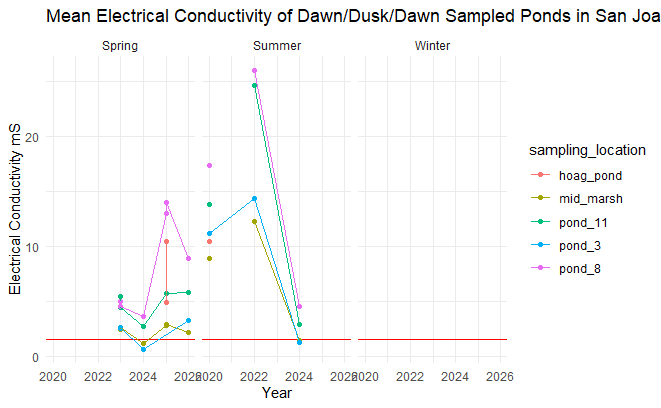 Mean Electrical Conductivity of Dawn/Dusk/Dawn Sampled Ponds in San Joa
Spring
Summer
Winter
Electrical Conductivity mS
20
10
0
2020 2022 2024 2026
2020 2022 2024 2026
2020 2022 2024 2026
Year
sampling_location
hoag_pond
mid_marsh
pond_11
pond_3
pond_8